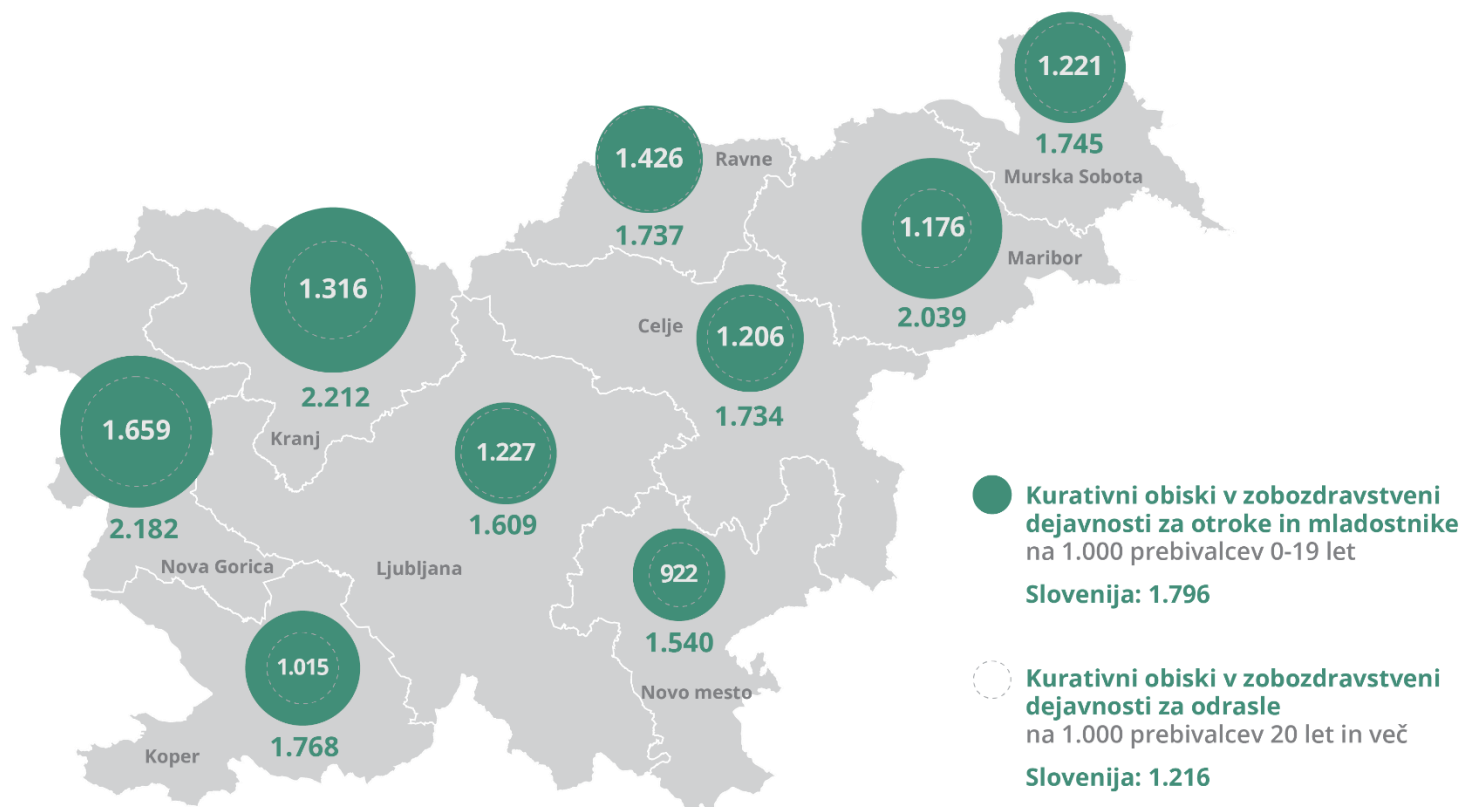 1.221
1.745
Murska Sobota
1.426
Ravne
1.737
1.176
Maribor
2.039
1.316
2.212
Kranj
Celje
1.206
1.734
1.659
2.182
Nova Gorica
1.227
1.609
Ljubljana
922
1.540
Novo mesto
1.015
1.768
Koper
Kurativni obiski v zobozdravstveni
dejavnosti za otroke in mladostnike
na 1.000 prebivalcev 0-19 let
Slovenija: 1.796
Kurativni obiski v zobozdravstveni
dejavnosti za odrasle
na 1.000 prebivalcev 20 let in več
Slovenija: 1.216